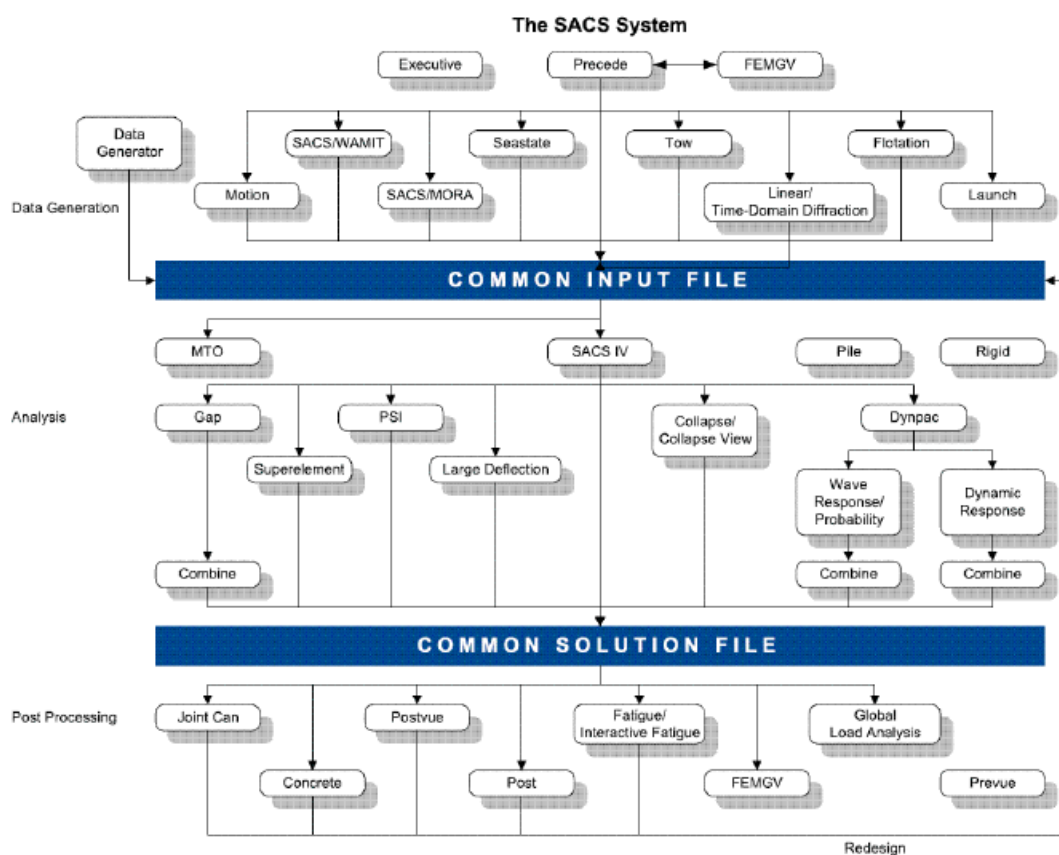 The SACS System
Executive
Precede
FEMGV
Data
Generator
SACS/WAMIT
Seastate
Tow
Flotation
Motion
SACS/MORA
Linear/
Time-Domain Diffraction
Launch
Data Generation
COMMON INPUT FILE
MTO
SACS IV
Pile
Rigid
Analysis
Gap
PSI
Collapse/
Collapse View
Dynpac
Superelement
Large Deflection
Wave
Response/
Probability
Dynamic
Response
Combine
Combine
Combine
COMMON SOLUTION FILE
Post Processing
Joint Can
Postvue
Fatigue/
Interactive Fatigue
Global
Load Analysis
Concrete
Post
FEMGV
Prevue
Redesign